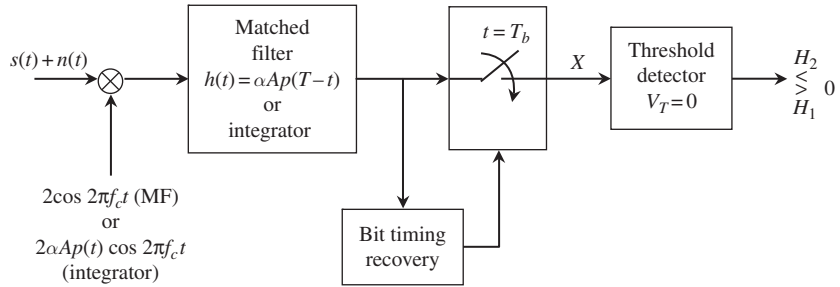 s(t) + n(t)
2cos 2πf_ct (MF)
or
2αAp(t) cos 2πf_ct
(integrator)
Matched
filter
h(t) = αAp(T−t)
or
integrator
t = T_b
Bit timing
recovery
X
Threshold
detector
V_T = 0
H_2
<
> 0
H_1